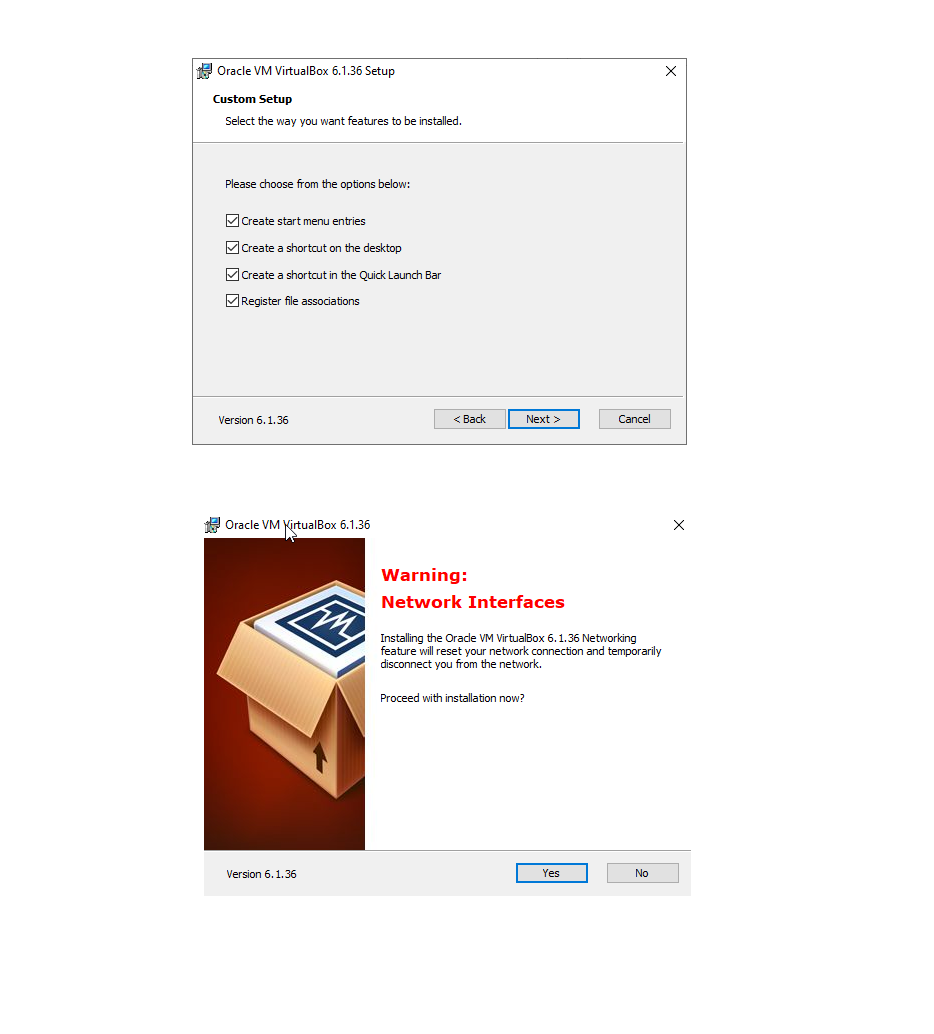 Oracle VM VirtualBox 6.1.36 Setup
Custom Setup
Select the way you want features to be installed.
Please choose from the options below:
Create start menu entries
Create a shortcut on the desktop
Create a shortcut in the Quick Launch Bar
Register file associations
Version 6.1.36
< Back
Next >
Cancel
Oracle VM VirtualBox 6.1.36
Warning:
Network Interfaces
Installing the Oracle VM VirtualBox 6.1.36 Networking
feature will reset your network connection and temporarily
disconnect you from the network.
Proceed with installation now?
Version 6.1.36
Yes
No